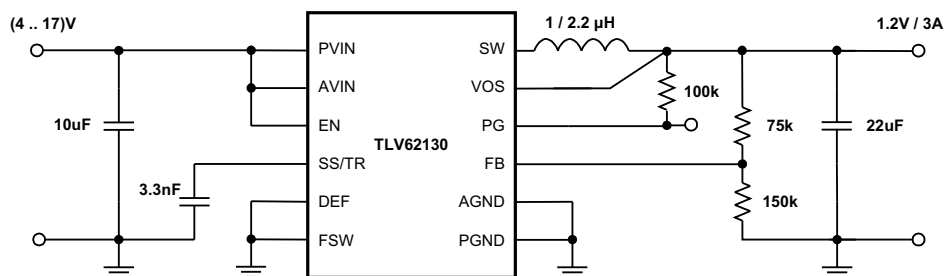 (4 .. 17)V
1 / 2.2 µH
1.2V / 3A
PVIN
SW
AVIN
VOS
100k
10uF
EN
PG
75k
22uF
TLV62130
SS/TR
FB
3.3nF
DEF
AGND
150k
FSW
PGND